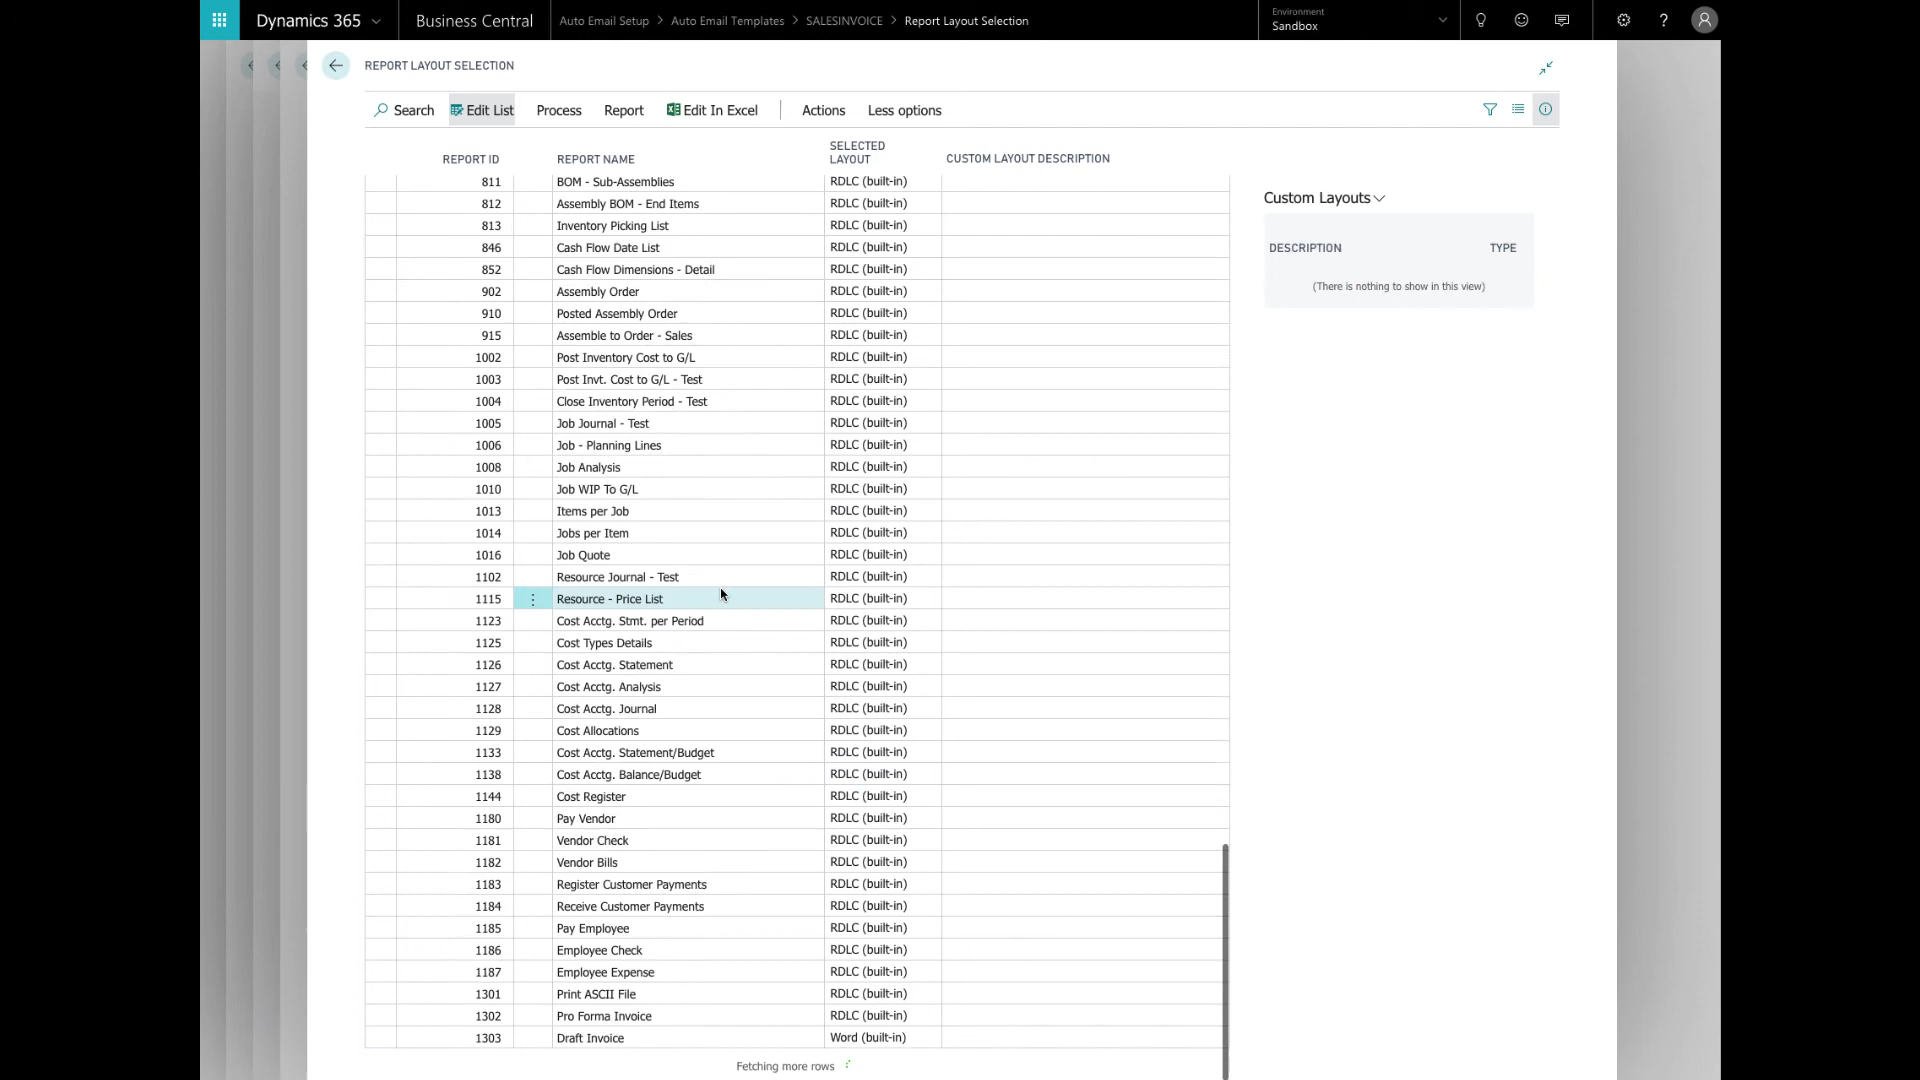 Dynamics 365 Business Central Auto Email Setup Auto Email Templates SALESINVOICE Report Layout Selection Environment Sandbox ?
REPORT LAYOUT SELECTION
Search Edit List Process Report Edit In Excel Actions Less options
REPORT ID REPORT NAME SELECTED LAYOUT CUSTOM LAYOUT DESCRIPTION
811 BOM - Sub-Assemblies RDLC (built-in)
812 Assembly BOM - End Items RDLC (built-in)
813 Inventory Picking List RDLC (built-in)
846 Cash Flow Date List RDLC (built-in)
852 Cash Flow Dimensions - Detail RDLC (built-in)
902 Assembly Order RDLC (built-in)
910 Posted Assembly Order RDLC (built-in)
915 Assemble to Order - Sales RDLC (built-in)
1002 Post Inventory Cost to G/L RDLC (built-in)
1003 Post Invt. Cost to G/L - Test RDLC (built-in)
1004 Close Inventory Period - Test RDLC (built-in)
1005 Job Journal - Test RDLC (built-in)
1006 Job - Planning Lines RDLC (built-in)
1008 Job Analysis RDLC (built-in)
1010 Job WIP To G/L RDLC (built-in)
1013 Items per Job RDLC (built-in)
1014 Jobs per Item RDLC (built-in)
1016 Job Quote RDLC (built-in)
1102 Resource Journal - Test RDLC (built-in)
1115 Resource - Price List RDLC (built-in)
1123 Cost Acctg. Stmt. per Period RDLC (built-in)
1125 Cost Types Details RDLC (built-in)
1126 Cost Acctg. Statement RDLC (built-in)
1127 Cost Acctg. Analysis RDLC (built-in)
1128 Cost Acctg. Journal RDLC (built-in)
1129 Cost Allocations RDLC (built-in)
1133 Cost Acctg. Statement/Budget RDLC (built-in)
1138 Cost Acctg. Balance/Budget RDLC (built-in)
1144 Cost Register RDLC (built-in)
1180 Pay Vendor RDLC (built-in)
1181 Vendor Check RDLC (built-in)
1182 Vendor Bills RDLC (built-in)
1183 Register Customer Payments RDLC (built-in)
1184 Receive Customer Payments RDLC (built-in)
1185 Pay Employee RDLC (built-in)
1186 Employee Check RDLC (built-in)
1187 Employee Expense RDLC (built-in)
1301 Print ASCII File RDLC (built-in)
1302 Pro Forma Invoice RDLC (built-in)
1303 Draft Invoice Word (built-in)
Fetching more rows
Custom Layouts
DESCRIPTION TYPE
(There is nothing to show in this view)